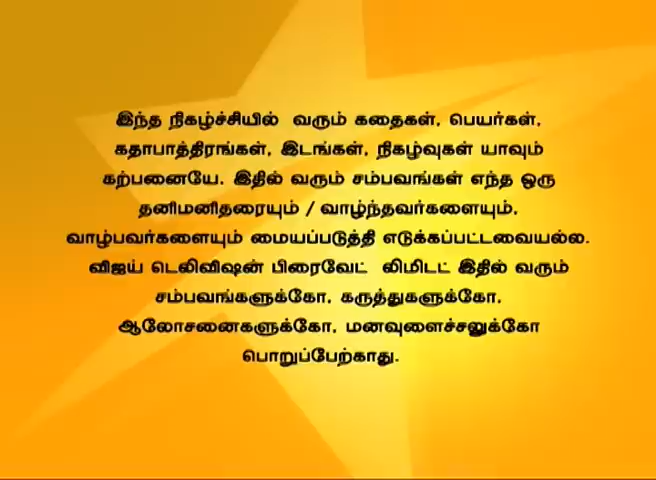 இந்த நிகழ்ச்சியில் வரும் கதைகள், பெயர்கள்,
கதாபாத்திரங்கள், இடங்கள், நிகழ்வுகள் யாவும்
கற்பனையே. இதில் வரும் சம்பவங்கள் எந்த ஒரு
தனிமனிதரையும் / வாழ்ந்தவர்களையும்,
வாழ்பவர்களையும் மையப்படுத்தி எடுக்கப்பட்டவையல்ல.
விஜய் டெலிவிஷன் பிரைவேட் லிமிடட் இதில் வரும்
சம்பவங்களுக்கோ, கருத்துகளுக்கோ,
ஆலோசனைகளுக்கோ, மனவுளைச்சலுக்கோ
பொறுப்பேற்காது.